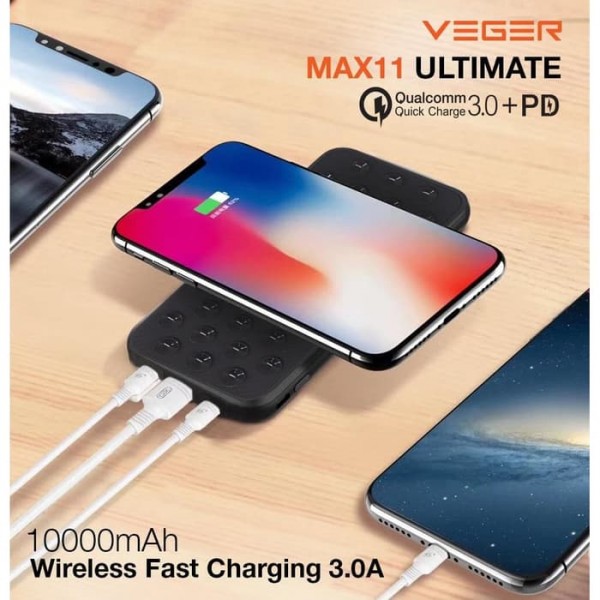 VEGER
MAX11 ULTIMATE
Qualcomm
Quick Charge 3.0+PD
10000mAh
Wireless Fast Charging 3.0A